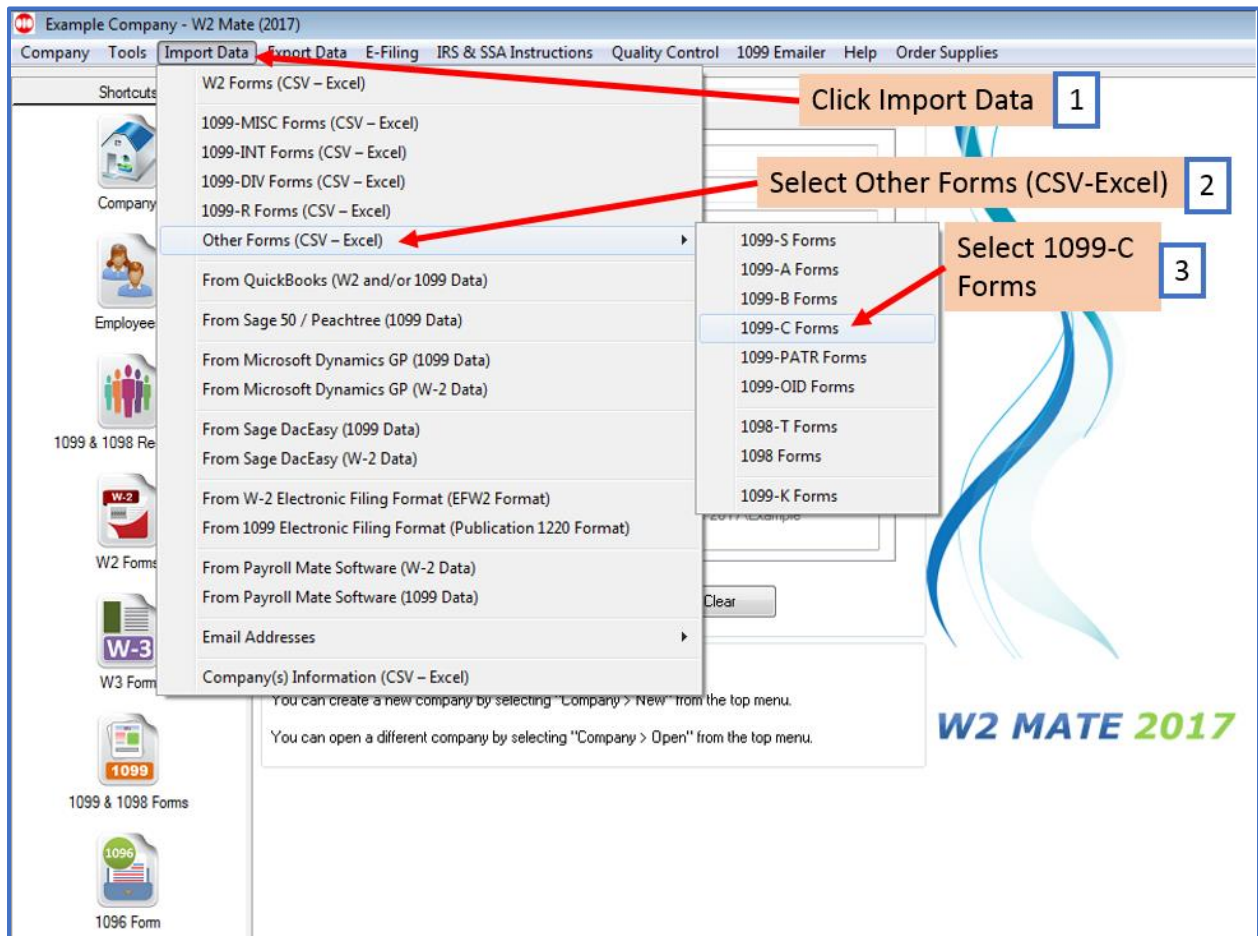 Example Company - W2 Mate (2017)
Company Tools Import Data Export Data E-Filing IRS & SSA Instructions Quality Control 1099 Emailer Help Order Supplies
Click Import Data 1
Select Other Forms (CSV-Excel) 2
Select 1099-C
Forms
3
Shortcuts
Company
Employee
1099 & 1098 Re
W-2
W2 Forms
W-3
W3 Form
1099
1099 & 1098 Forms
1096
1096 Form
W2 Forms (CSV – Excel)
1099-MISC Forms (CSV – Excel)
1099-INT Forms (CSV – Excel)
1099-DIV Forms (CSV – Excel)
1099-R Forms (CSV – Excel)
Other Forms (CSV – Excel)
From QuickBooks (W2 and/or 1099 Data)
From Sage 50 / Peachtree (1099 Data)
From Microsoft Dynamics GP (1099 Data)
From Microsoft Dynamics GP (W-2 Data)
From Sage DacEasy (1099 Data)
From Sage DacEasy (W-2 Data)
From W-2 Electronic Filing Format (EFW2 Format)
From 1099 Electronic Filing Format (Publication 1220 Format)
From Payroll Mate Software (W-2 Data)
From Payroll Mate Software (1099 Data)
Email Addresses
Company(s) Information (CSV – Excel)
1099-S Forms
1099-A Forms
1099-B Forms
1099-C Forms
1099-PATR Forms
1099-OID Forms
1098-T Forms
1098 Forms
1099-K Forms
Clear
You can create a new company by selecting "Company > New" from the top menu.
You can open a different company by selecting "Company > Open" from the top menu.
W2 MATE 2017